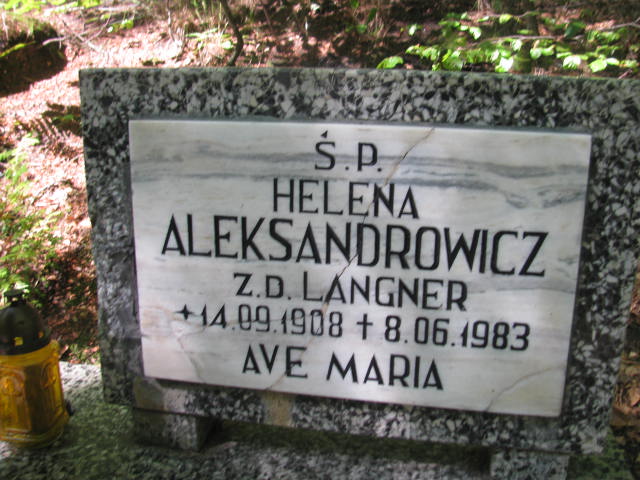 Ś.P.
HELENA
ALEKSANDROWICZ
Z.D. LANGNER
*14.09.1908 ✝ 8.06.1983
AVE MARIA